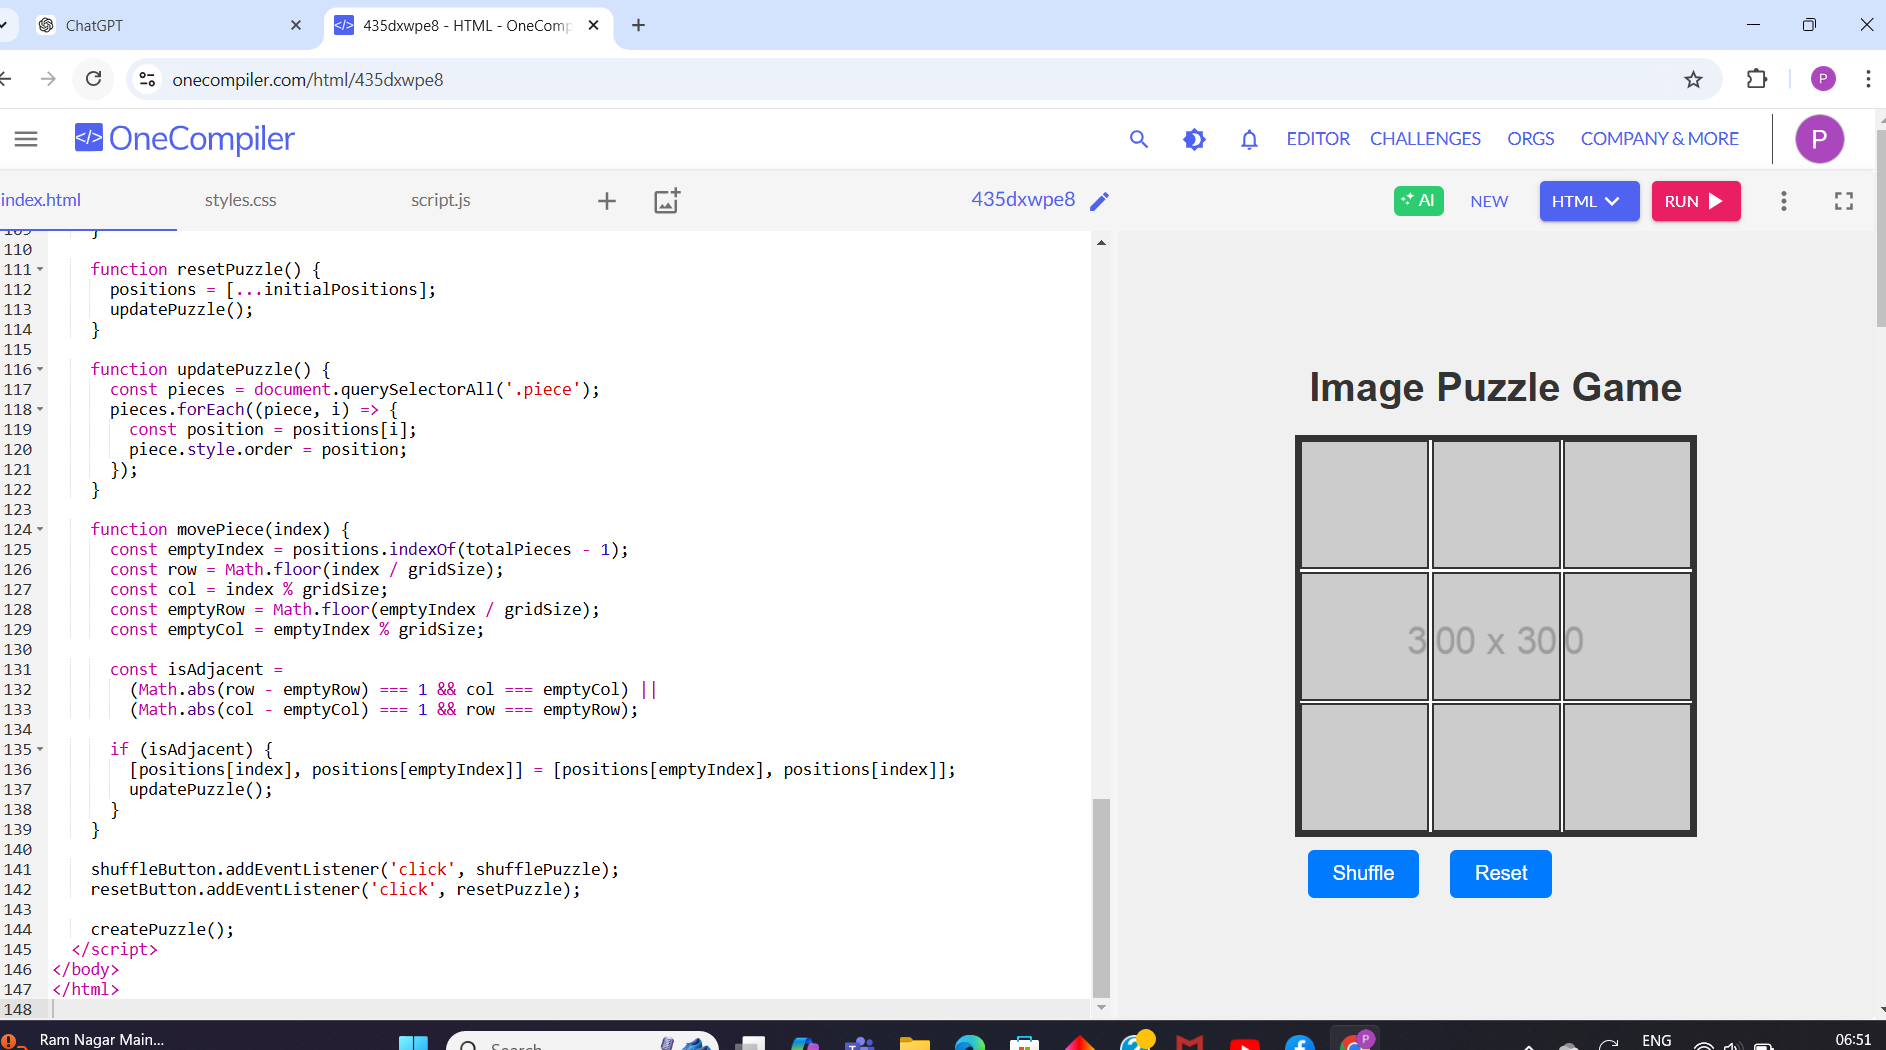 ChatGPT
435dxwpe8 - HTML - OneComp
onecompiler.com/html/435dxwpe8
P
</> OneCompiler
EDITOR CHALLENGES ORGS COMPANY & MORE
P
index.html styles.css script.js
435dxwpe8
AI NEW HTML RUN
109 }
110
111 function resetPuzzle() {
112 positions = [...initialPositions];
113 updatePuzzle();
114 }
115
116 function updatePuzzle() {
117 const pieces = document.querySelectorAll('.piece');
118 pieces.forEach((piece, i) => {
119 const position = positions[i];
120 piece.style.order = position;
121 });
122 }
123
124 function movePiece(index) {
125 const emptyIndex = positions.indexOf(totalPieces - 1);
126 const row = Math.floor(index / gridSize);
127 const col = index % gridSize;
128 const emptyRow = Math.floor(emptyIndex / gridSize);
129 const emptyCol = emptyIndex % gridSize;
130
131 const isAdjacent =
132 (Math.abs(row - emptyRow) === 1 && col === emptyCol) ||
133 (Math.abs(col - emptyCol) === 1 && row === emptyRow);
134
135 if (isAdjacent) {
136 [positions[index], positions[emptyIndex]] = [positions[emptyIndex], positions[index]];
137 updatePuzzle();
138 }
139 }
140
141 shuffleButton.addEventListener('click', shufflePuzzle);
142 resetButton.addEventListener('click', resetPuzzle);
143
144 createPuzzle();
145 </script>
146 </body>
147 </html>
148
Image Puzzle Game
300 x 300
Shuffle Reset
Ram Nagar Main...
Search
P
ENG
06:51